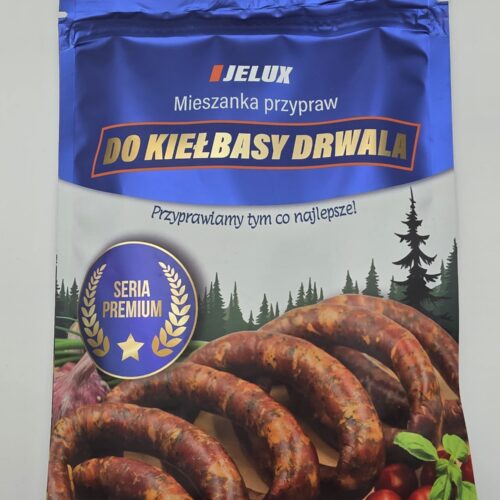 JELUX
Mieszanka przypraw
DO KIEŁBASY DRWALA
Przyprawiamy tym co najlepsze!
SERIA
PREMIUM